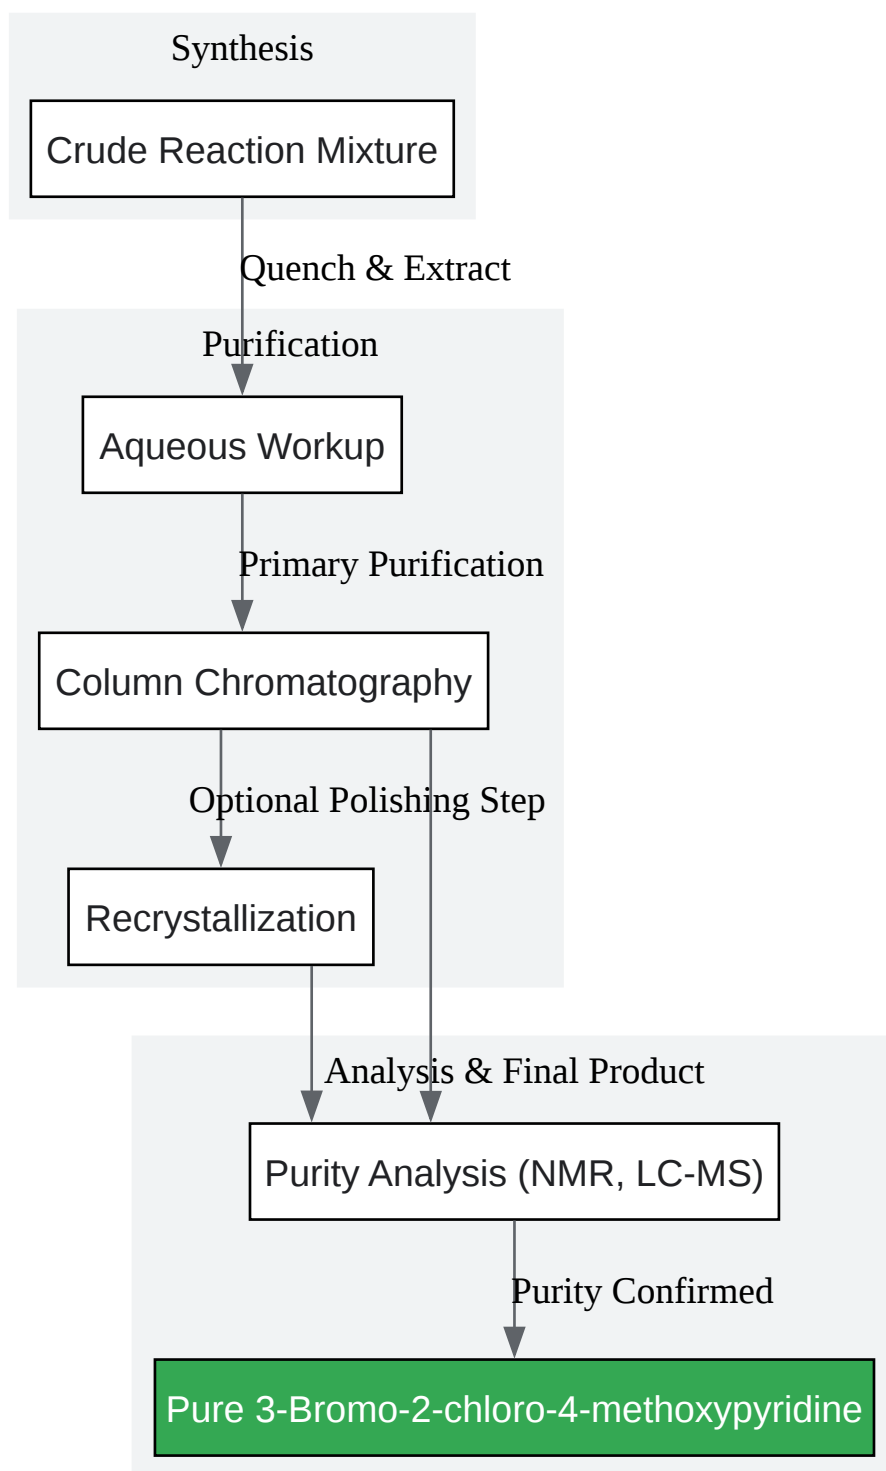 Synthesis
Crude Reaction Mixture
Quench & Extract
Purification
Aqueous Workup
Primary Purification
Column Chromatography
Optional Polishing Step
Recrystallization
Analysis & Final Product
Purity Analysis (NMR, LC-MS)
Purity Confirmed
Pure 3-Bromo-2-chloro-4-methoxypyridine